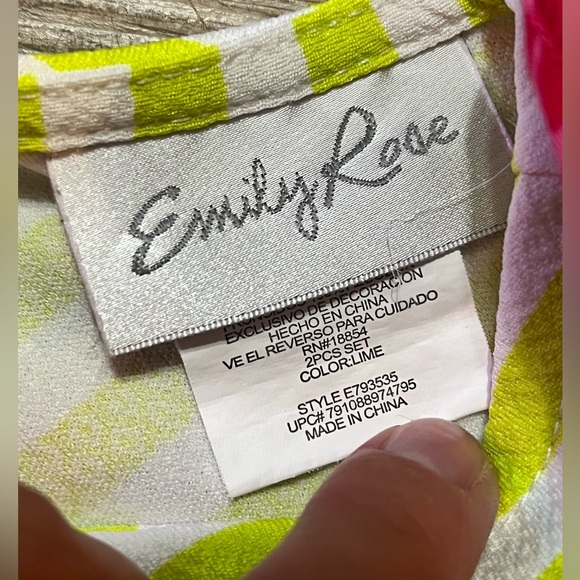 Emily Rose
EXCLUSIVO DE DECORACION
HECHO EN CHINA
VE EL REVERSO PARA CUIDADO
RN#18854
2PCS SET
COLOR:LIME
STYLE E793535
UPC# 791088974795
MADE IN CHINA